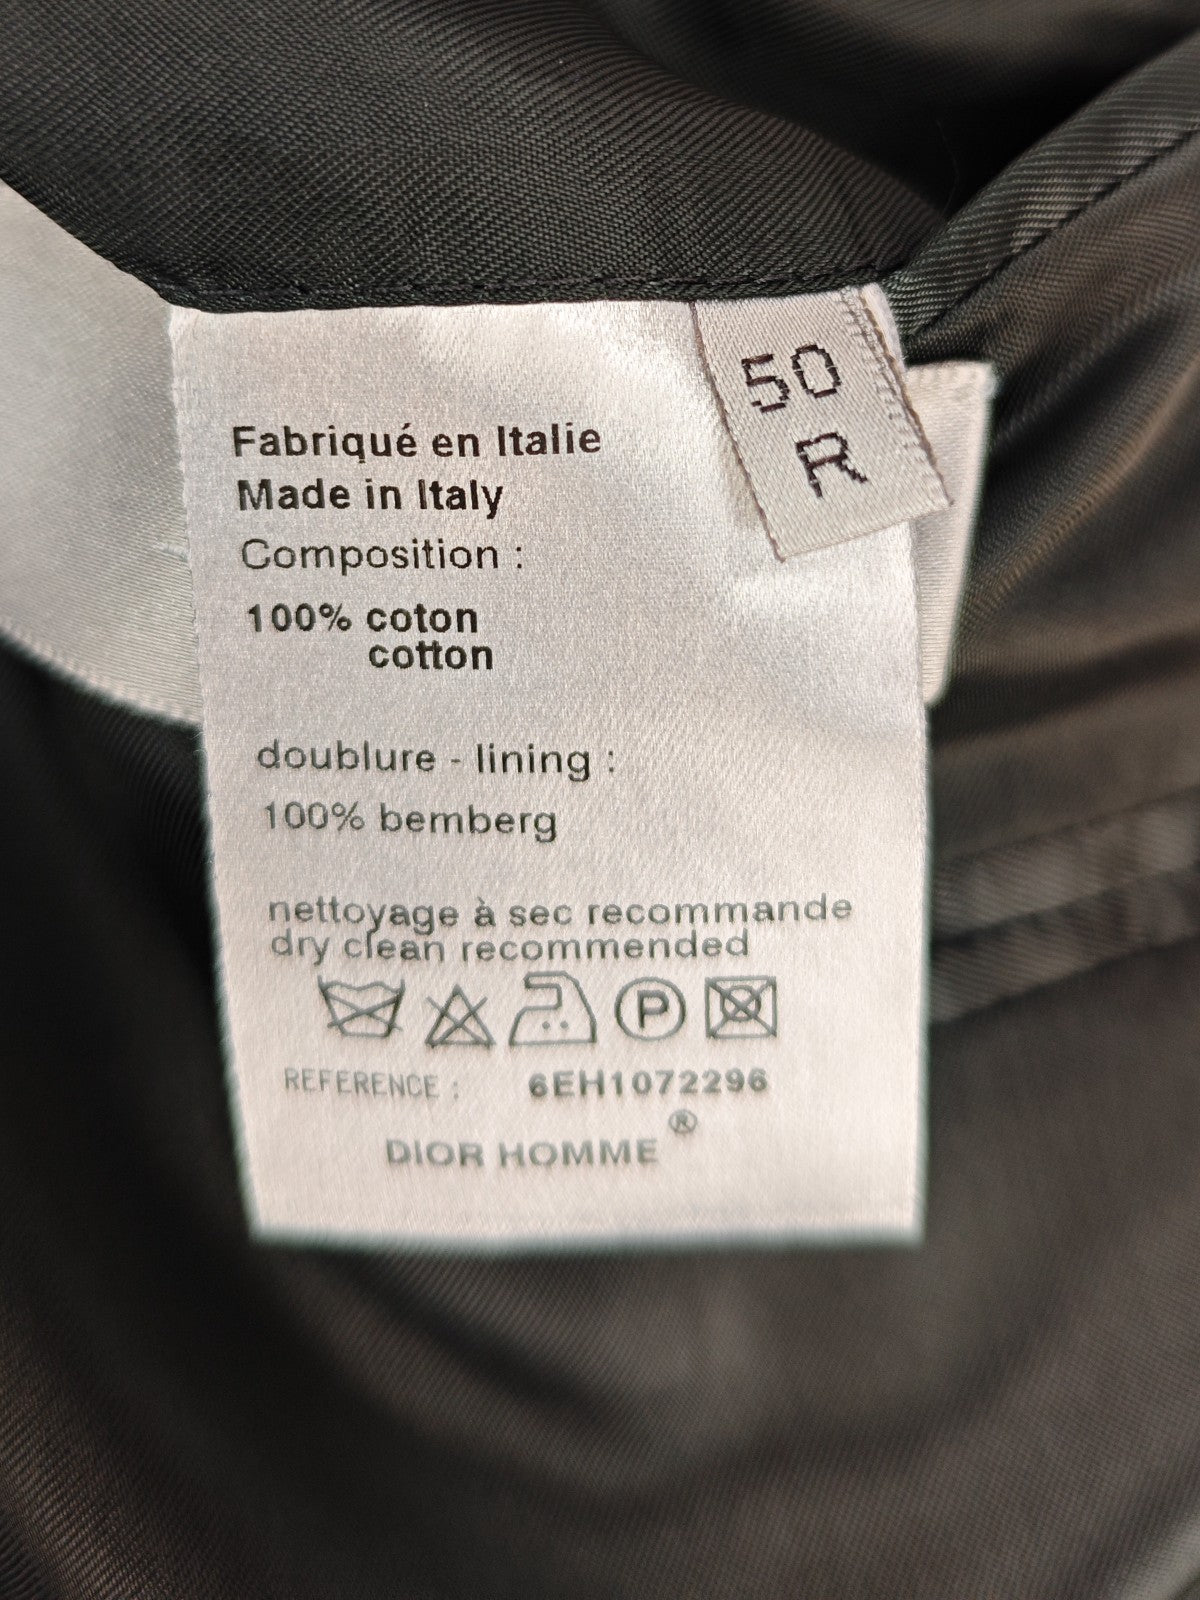 50
R
Fabriqué en Italie
Made in Italy
Composition :
100% coton
cotton
doublure - lining :
100% bemberg
nettoyage à sec recommande
dry clean recommended
P
REFERENCE : 6EH1072296
DIOR HOMME ®